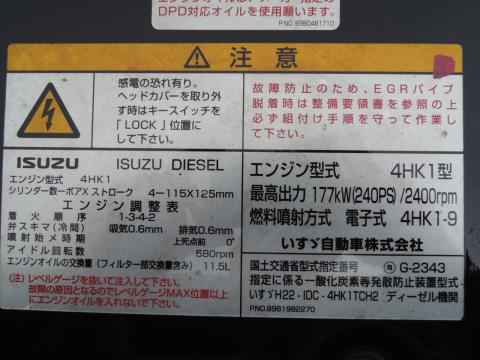 DPD対応オイルを使用願います。
P.NO.8980461710
注意
感電の恐れ有り。
ヘッドカバーを取り外
す時はキースイッチを
「LOCK」位置に
して下さい。
故障防止のため、EGRパイプ
脱着時は整備要領書を参照の上
必ず組付け手順を守って作業し
て下さい。
ISUZU ISUZU DIESEL
エンジン型式 4HK1
シリンダ数ーボアXストローク 4-115X125mm
エンジン調整表
着火順序 1-3-4-2
弁スキマ(冷間) 吸気0.6mm 排気0.6mm
噴射始メ時期 上死点前 0°
アイドル回転数 580rpm
エンジンオイルの交換量(フィルター部交換量含み) 11.5L
(注)レベルゲージを抜いて注入して下さい。
故障の原因となるのでレベルゲージMAX位置以上
にエンジンオイルを入れないで下さい。
エンジン型式 4HK1型
最高出力 177kW(240PS)/2400rpm
燃料噴射方式 電子式 4HK1-9
いすゞ自動車株式会社
国土交通省型式指定番号 G-2343
指定に係る一酸化炭素等発散防止装置型式
いすゞH22-IDC-4HK1TCH2 ディーゼル機関
P.NO.8981982270